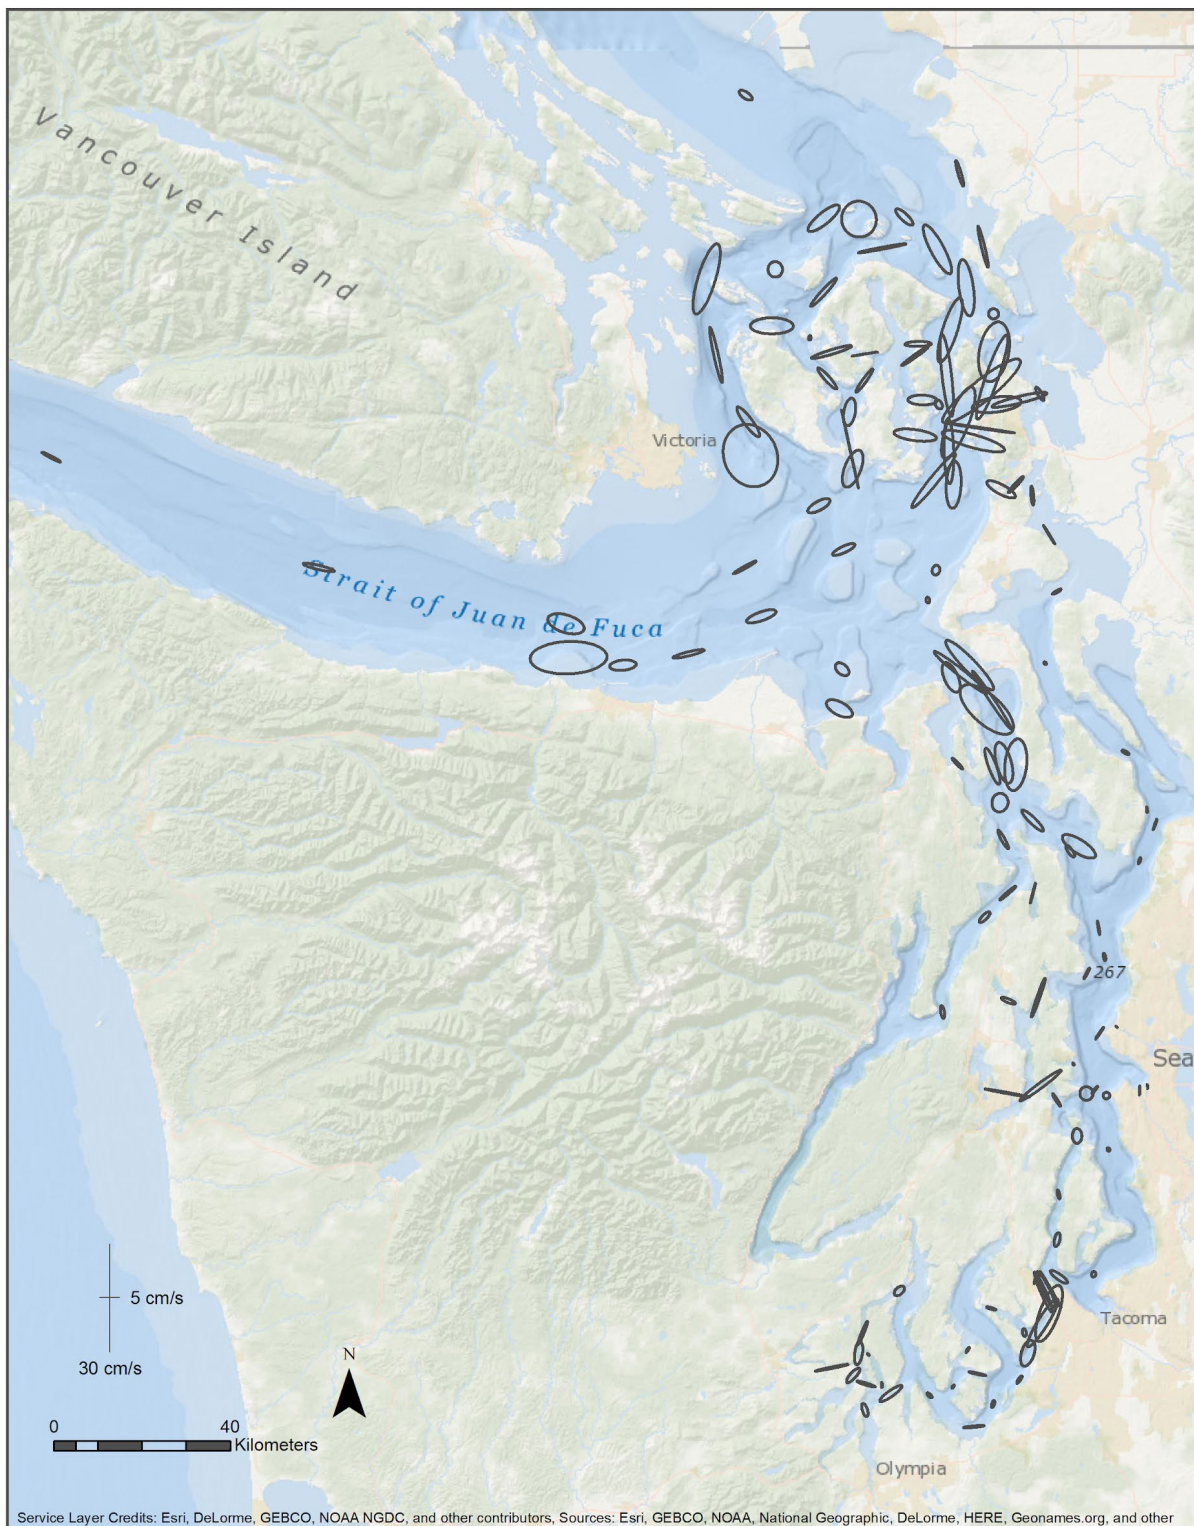 Vancouver Island
Victoria
Strait of Juan de Fuca
267
Sea
5 cm/s
Tacoma
30 cm/s
N
0 40
Kilometers
Olympia
Service Layer Credits: Esri, DeLorme, GEBCO, NOAA NGDC, and other contributors, Sources: Esri, GEBCO, NOAA, National Geographic, DeLorme, HERE, Geonames.org, and other